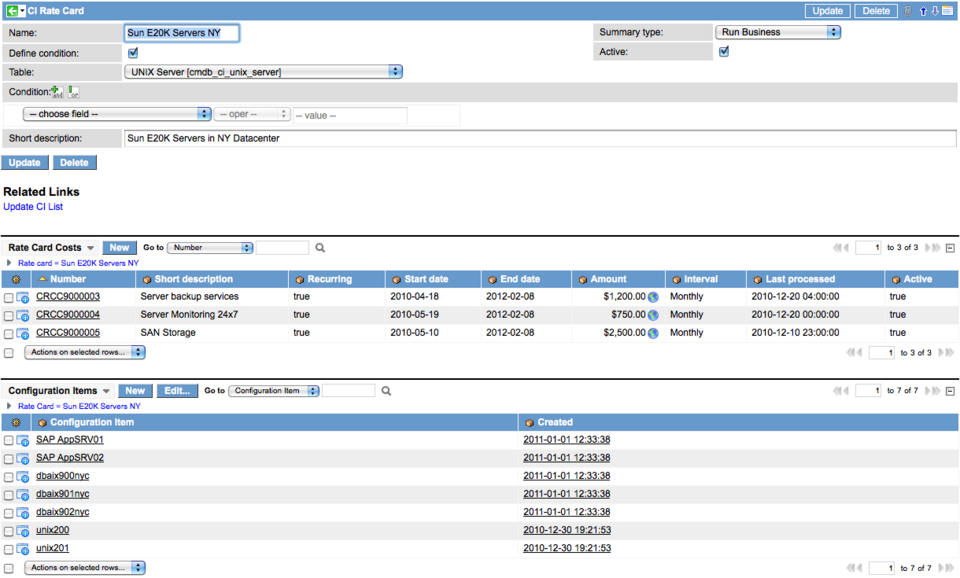 CI Rate Card Update Delete
Name: Sun E20K Servers NY Summary type: Run Business
Define condition: Active:
Table: UNIX Server [cmdb_ci_unix_server]
Condition: and or
-- choose field -- -- oper -- -- value --
Short description: Sun E20K Servers in NY Datacenter
Update Delete
Related Links
Update CI List
Rate Card Costs New Go to Number 1 to 3 of 3
Rate card = Sun E20K Servers NY
Number Short description Recurring Start date End date Amount Interval Last processed Active
CRCC9000003 Server backup services true 2010-04-18 2012-02-08 $1,200.00 Monthly 2010-12-20 04:00:00 true
CRCC9000004 Server Monitoring 24x7 true 2010-05-19 2012-02-08 $750.00 Monthly 2010-12-20 00:00:00 true
CRCC9000005 SAN Storage true 2010-05-10 2012-02-08 $2,500.00 Monthly 2010-12-10 23:00:00 true
Actions on selected rows... 1 to 3 of 3
Configuration Items New Edit... Go to Configuration Item 1 to 7 of 7
Rate Card = Sun E20K Servers NY
Configuration Item Created
SAP AppSRV01 2011-01-01 12:33:38
SAP AppSRV02 2011-01-01 12:33:38
dbaix900nyc 2011-01-01 12:33:38
dbaix901nyc 2011-01-01 12:33:38
dbaix902nyc 2011-01-01 12:33:38
unix200 2010-12-30 19:21:53
unix201 2010-12-30 19:21:53
Actions on selected rows... 1 to 7 of 7